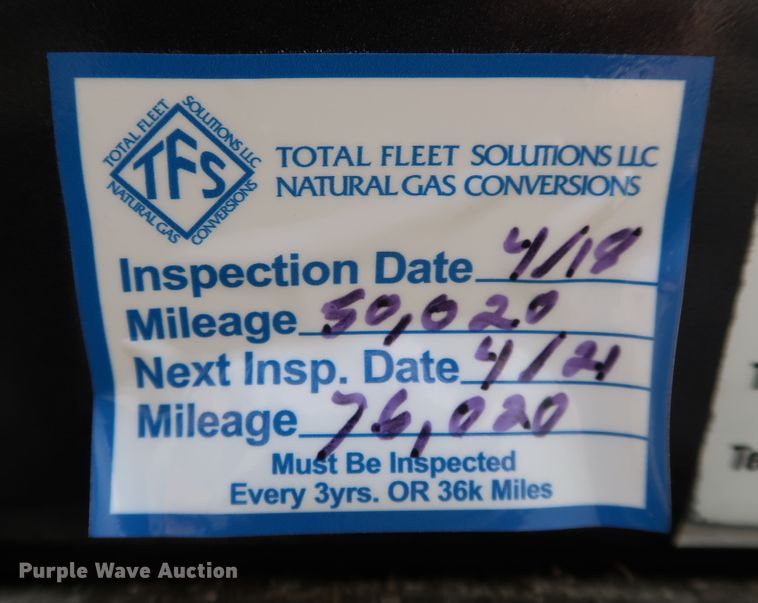 TOTAL FLEET SOLUTIONS LLC
TFS
NATURAL GAS CONVERSIONS
TOTAL FLEET SOLUTIONS LLC
NATURAL GAS CONVERSIONS
Inspection Date 4/18
Mileage 50,020
Next Insp. Date 4/21
Mileage 76,020
Must Be Inspected
Every 3yrs. OR 36k Miles
Te
Purple Wave Auction